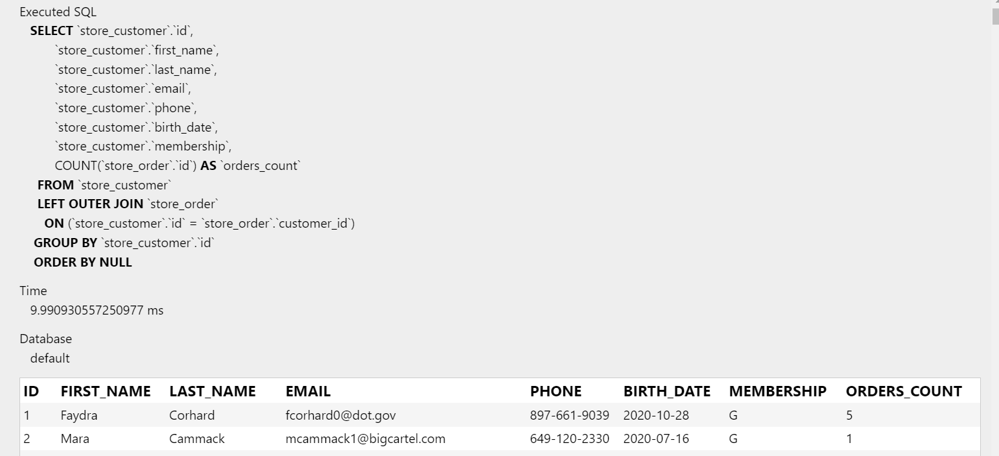 Executed SQL
SELECT `store_customer`.`id`,
`store_customer`.`first_name`,
`store_customer`.`last_name`,
`store_customer`.`email`,
`store_customer`.`phone`,
`store_customer`.`birth_date`,
`store_customer`.`membership`,
COUNT(`store_order`.`id`) AS `orders_count`
FROM `store_customer`
LEFT OUTER JOIN `store_order`
ON (`store_customer`.`id` = `store_order`.`customer_id`)
GROUP BY `store_customer`.`id`
ORDER BY NULL
Time
9.990930557250977 ms
Database
default
ID FIRST_NAME LAST_NAME EMAIL PHONE BIRTH_DATE MEMBERSHIP ORDERS_COUNT
1 Faydra Corhard fcorhard0@dot.gov 897-661-9039 2020-10-28 G 5
2 Mara Cammack mcammack1@bigcartel.com 649-120-2330 2020-07-16 G 1